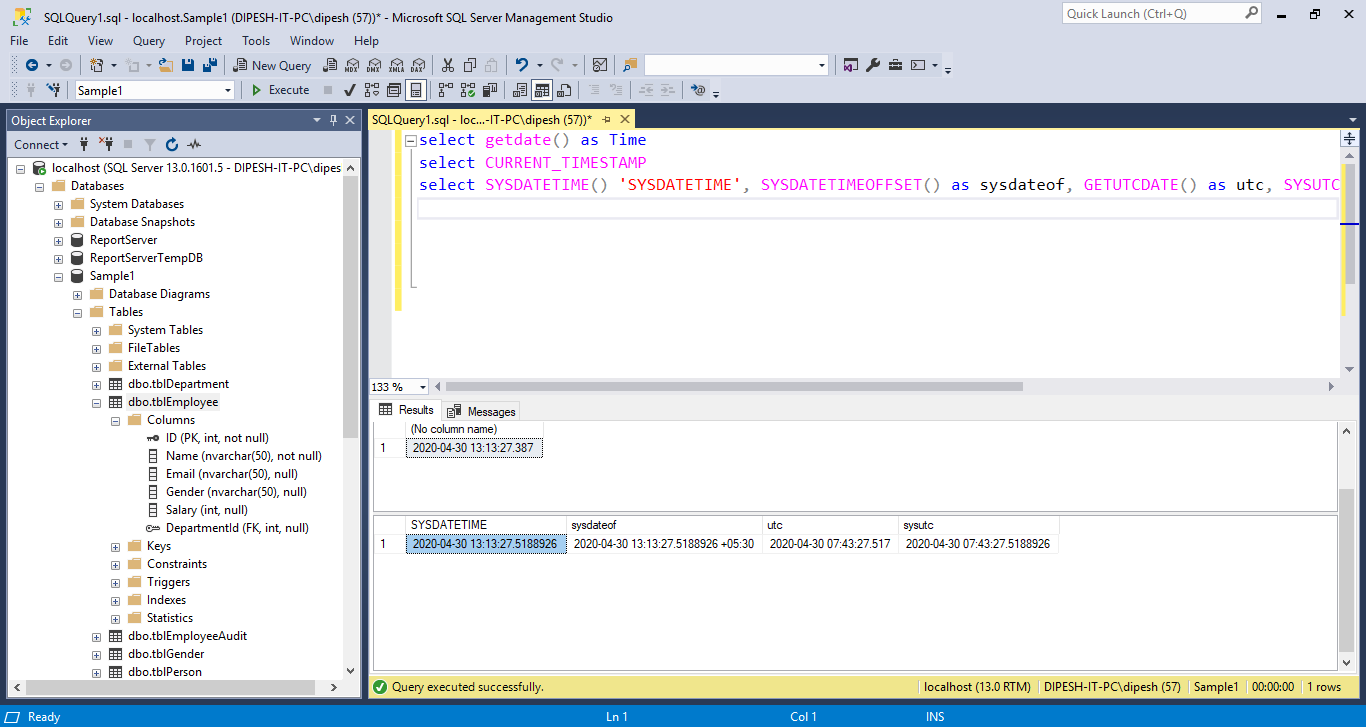 SQLQuery1.sql - localhost.Sample1 (DIPESH-IT-PC\dipesh (57))* - Microsoft SQL Server Management Studio
Quick Launch (Ctrl+Q)
File Edit View Query Project Tools Window Help
New Query MDX DMX XMLA DAX
Sample1 Execute
Object Explorer
SQLQuery1.sql - loc...-IT-PC\dipesh (57))*
Connect
localhost (SQL Server 13.0.1601.5 - DIPESH-IT-PC\dipes
Databases
System Databases
Database Snapshots
ReportServer
ReportServerTempDB
Sample1
Database Diagrams
Tables
System Tables
FileTables
External Tables
dbo.tblDepartment
dbo.tblEmployee
Columns
ID (PK, int, not null)
Name (nvarchar(50), not null)
Email (nvarchar(50), null)
Gender (nvarchar(50), null)
Salary (int, null)
DepartmentId (FK, int, null)
Keys
Constraints
Triggers
Indexes
Statistics
dbo.tblEmployeeAudit
dbo.tblGender
dbo.tblPerson
select getdate() as Time
select CURRENT_TIMESTAMP
select SYSDATETIME() 'SYSDATETIME', SYSDATETIMEOFFSET() as sysdateof, GETUTCDATE() as utc, SYSUTC
133 %
Results Messages
(No column name)
1 2020-04-30 13:13:27.387
SYSDATETIME sysdateof utc sysutc
1 2020-04-30 13:13:27.5188926 2020-04-30 13:13:27.5188926 +05:30 2020-04-30 07:43:27.517 2020-04-30 07:43:27.5188926
Query executed successfully. localhost (13.0 RTM) DIPESH-IT-PC\dipesh (57) Sample1 00:00:00 1 rows
Ready Ln 1 Col 1 INS